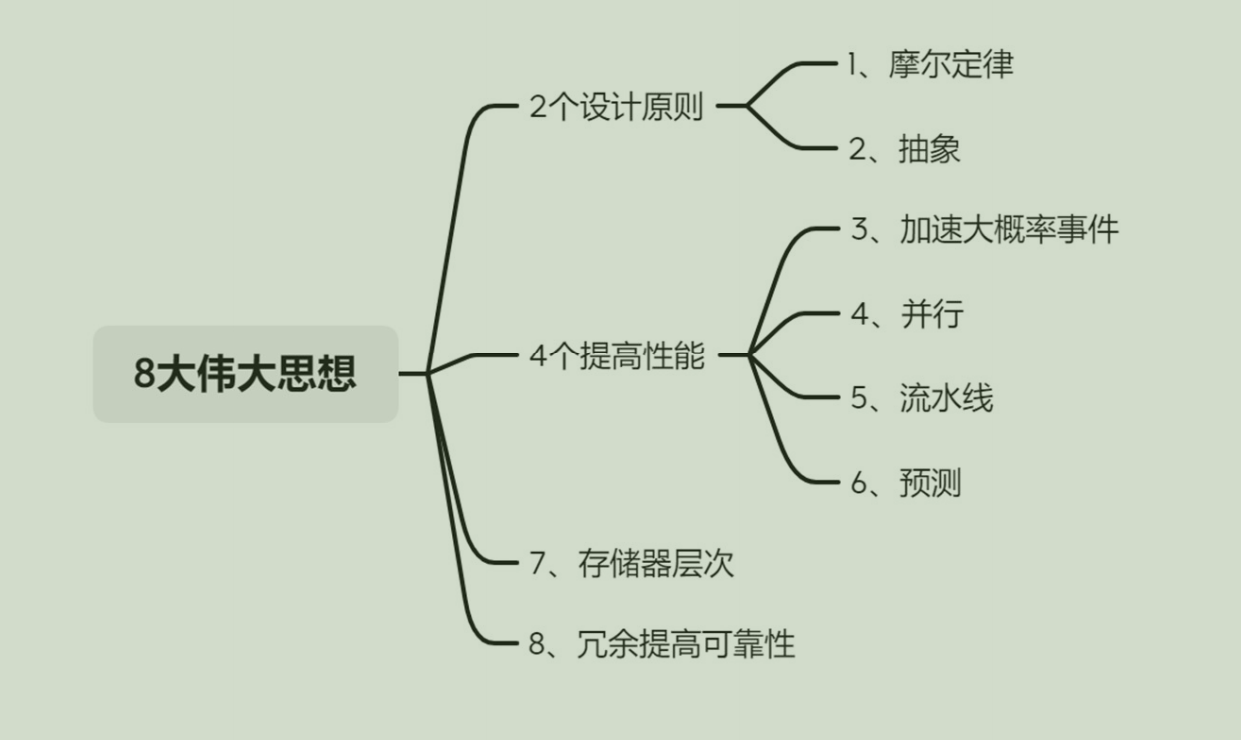 8大伟大思想
2个设计原则
1、摩尔定律
2、抽象
4个提高性能
3、加速大概率事件
4、并行
5、流水线
6、预测
7、存储器层次
8、冗余提高可靠性